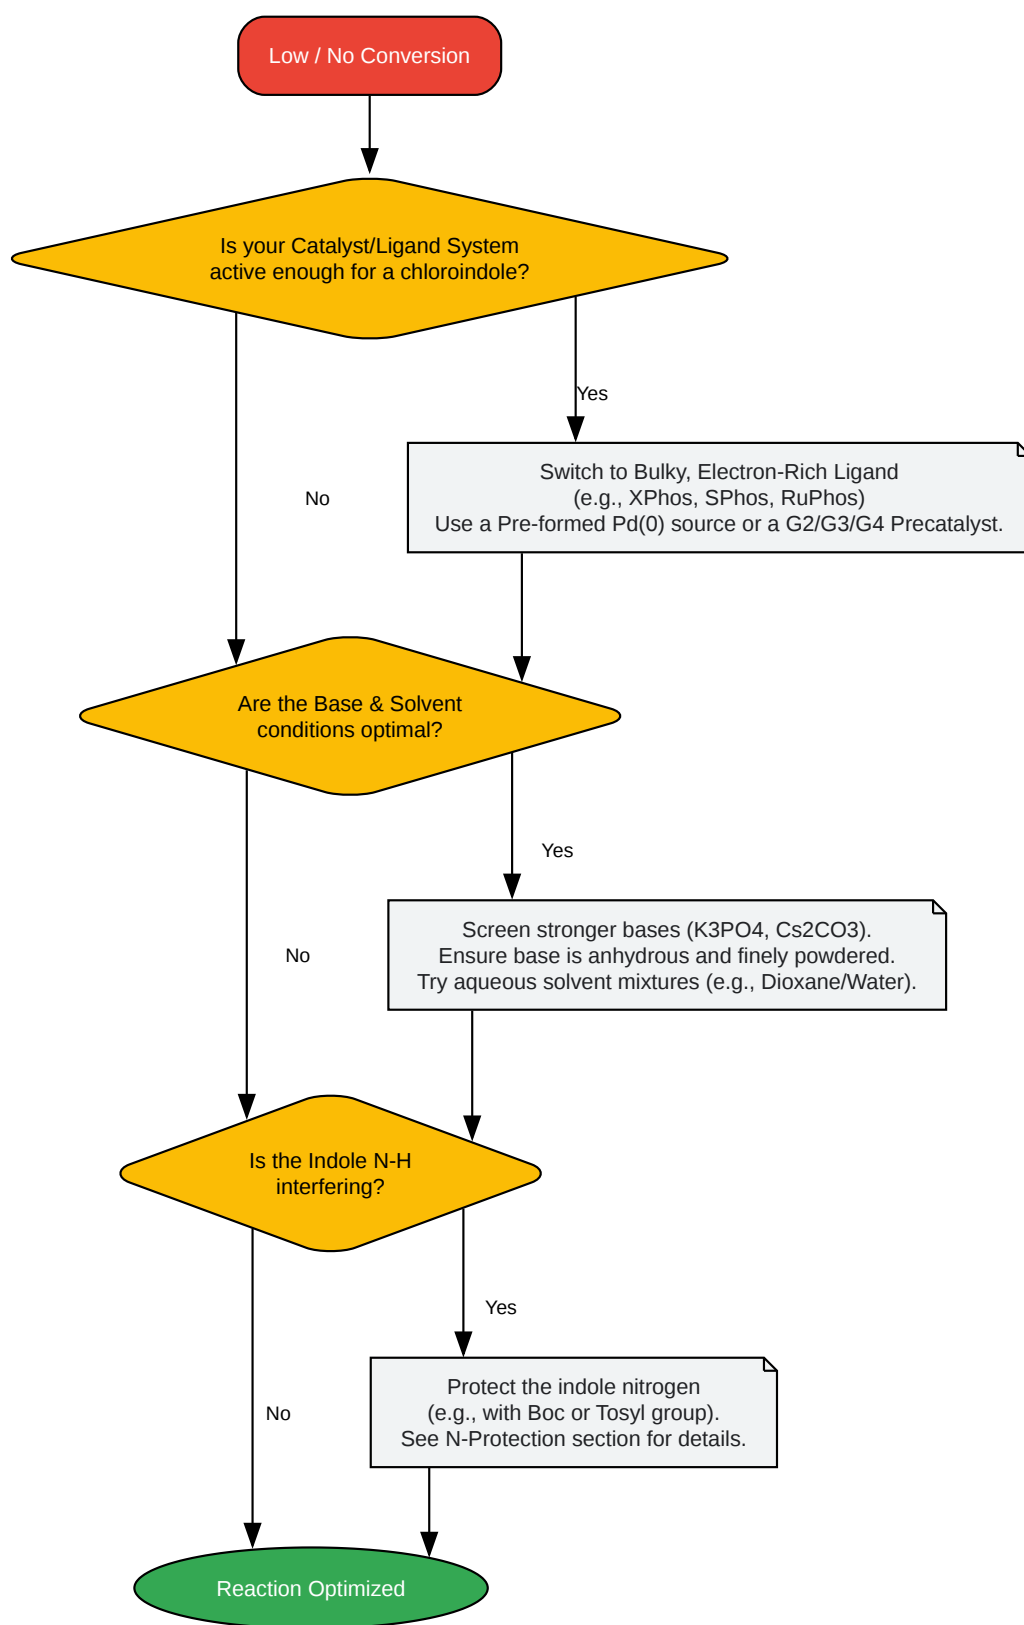 Low / No Conversion
Is your Catalyst/Ligand System
active enough for a chloroindole?
Yes
Switch to Bulky, Electron-Rich Ligand
(e.g., XPhos, SPhos, RuPhos)
Use a Pre-formed Pd(0) source or a G2/G3/G4 Precatalyst.
No
Are the Base & Solvent
conditions optimal?
Yes
Screen stronger bases (K3PO4, Cs2CO3).
Ensure base is anhydrous and finely powdered.
Try aqueous solvent mixtures (e.g., Dioxane/Water).
No
Is the Indole N-H
interfering?
Yes
Protect the indole nitrogen
(e.g., with Boc or Tosyl group).
See N-Protection section for details.
No
Reaction Optimized